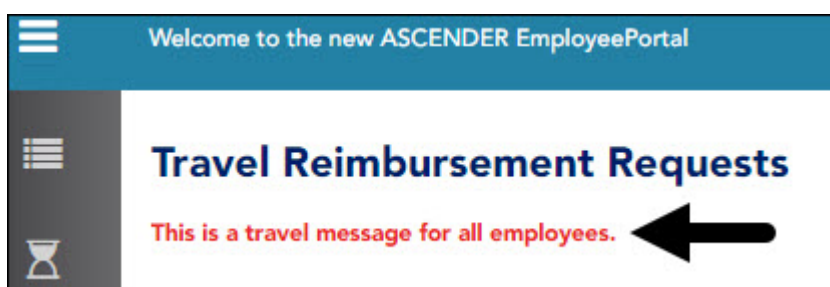 Welcome to the new ASCENDER EmployeePortal
Travel Reimbursement Requests
This is a travel message for all employees.